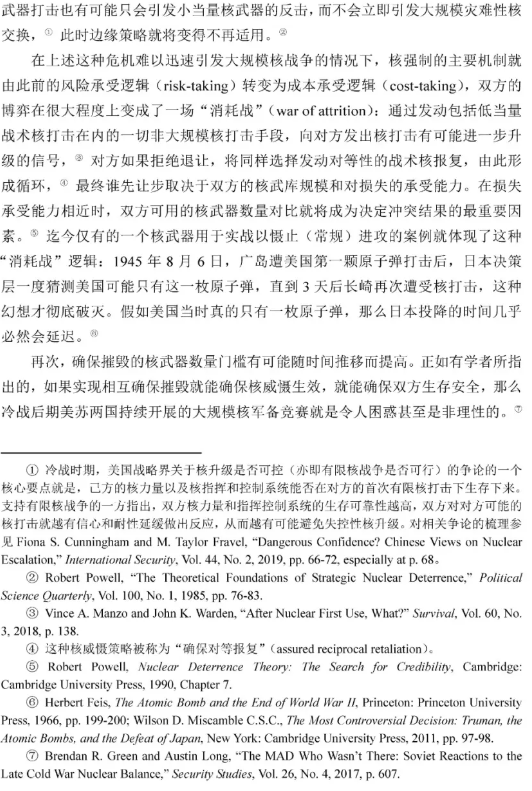 武器打击也有可能只会引发小当量核武器的反击，而不会立即引发大规模灾难性核
交换，① 此时边缘策略就将变得不再适用。②
在上述这种危机难以迅速引发大规模核战争的情况下，核强制的主要机制就
由此前的风险承受逻辑（risk-taking）转变为成本承受逻辑（cost-taking），双方的
博弈在很大程度上变成了一场“消耗战”（war of attrition）：通过发动包括低当量
战术核打击在内的一切非大规模核打击手段，向对方发出核打击有可能进一步升
级的信号，③ 对方如果拒绝退让，将同样选择发动对等性的战术核报复，由此形
成循环，④ 最终谁先让步取决于双方的核武库规模和对损失的承受能力。在损失
承受能力相近时，双方可用的核武器数量对比就将成为决定冲突结果的最重要因
素。⑤ 迄今仅有的一个核武器用于实战以慑止（常规）进攻的案例就体现了这种
“消耗战”逻辑：1945 年 8 月 6 日，广岛遭美国第一颗原子弹打击后，日本决策
层一度猜测美国可能只有这一枚原子弹，直到 3 天后长崎再次遭受核打击，这种
幻想才彻底破灭。假如美国当时真的只有一枚原子弹，那么日本投降的时间几乎
必然会延迟。⑥
再次，确保摧毁的核武器数量门槛有可能随时间推移而提高。正如有学者所指
出的，如果实现相互确保摧毁就能确保核威慑生效，就能确保双方生存安全，那么
冷战后期美苏两国持续开展的大规模核军备竞赛就是令人困惑甚至是非理性的。⑦
① 冷战时期，美国战略界关于核升级是否可控（亦即有限核战争是否可行）的争论的一个
核心要点就是，己方的核力量以及核指挥和控制系统能否在对方的首次有限核打击下生存下来。
支持有限核战争的一方指出，双方核力量和指挥控制系统的生存可靠性越高，双方对对方可能的
核打击就越有信心和耐性延缓做出反应，从而越有可能避免失控性核升级。对相关争论的梳理参
见 Fiona S. Cunningham and M. Taylor Fravel, “Dangerous Confidence? Chinese Views on Nuclear
Escalation,” International Security, Vol. 44, No. 2, 2019, pp. 66-72, especially at p. 68。
② Robert Powell, “The Theoretical Foundations of Strategic Nuclear Deterrence,” Political
Science Quarterly, Vol. 100, No. 1, 1985, pp. 76-83.
③ Vince A. Manzo and John K. Warden, “After Nuclear First Use, What?” Survival, Vol. 60, No.
3, 2018, p. 138.
④ 这种核威慑策略被称为“确保对等报复”（assured reciprocal retaliation）。
⑤ Robert Powell, Nuclear Deterrence Theory: The Search for Credibility, Cambridge:
Cambridge University Press, 1990, Chapter 7.
⑥ Herbert Feis, The Atomic Bomb and the End of World War II, Princeton: Princeton University
Press, 1966, pp. 199-200; Wilson D. Miscamble C.S.C., The Most Controversial Decision: Truman, the
Atomic Bombs, and the Defeat of Japan, New York: Cambridge University Press, 2011, pp. 97-98.
⑦ Brendan R. Green and Austin Long, “The MAD Who Wasn’t There: Soviet Reactions to the
Late Cold War Nuclear Balance,” Security Studies, Vol. 26, No. 4, 2017, p. 607.